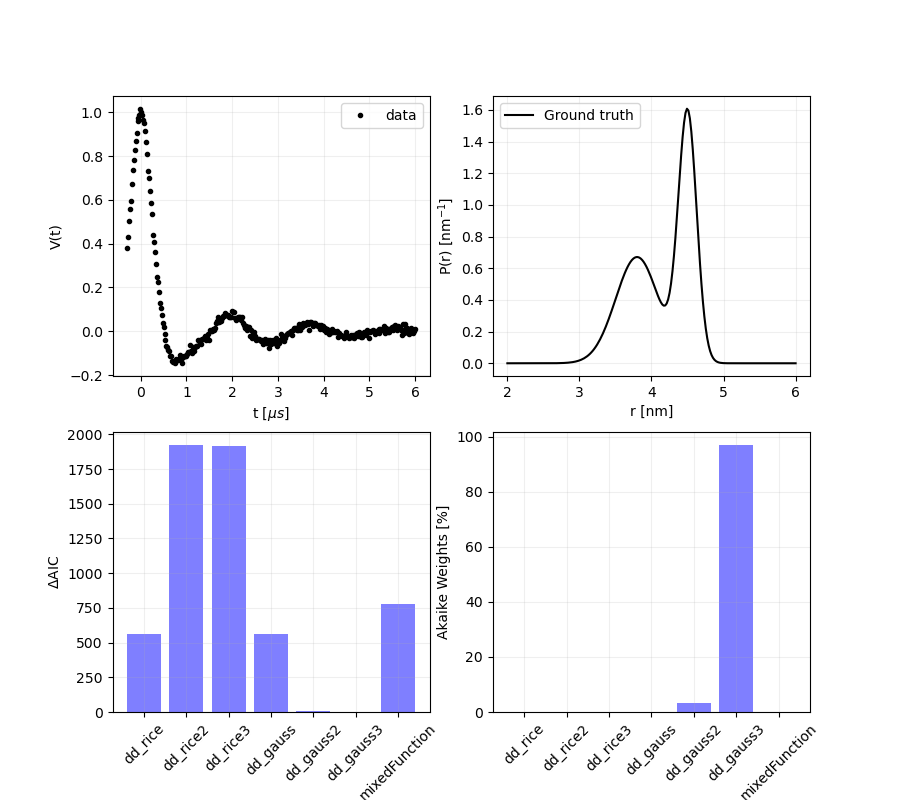 1.0
0.8
0.6
0.4
0.2
0.0
−0.2
V(t)
data
0 1 2 3 4 5 6
t [μs]
1.6
1.4
1.2
1.0
0.8
0.6
0.4
0.2
0.0
P(r) [nm⁻¹]
Ground truth
2 3 4 5 6
r [nm]
2000
1750
1500
1250
1000
750
500
250
0
ΔAIC
dd_rice dd_rice2 dd_rice3 dd_gauss dd_gauss2 dd_gauss3 mixedFunction
100
80
60
40
20
0
Akaike Weights [%]
dd_rice dd_rice2 dd_rice3 dd_gauss dd_gauss2 dd_gauss3 mixedFunction